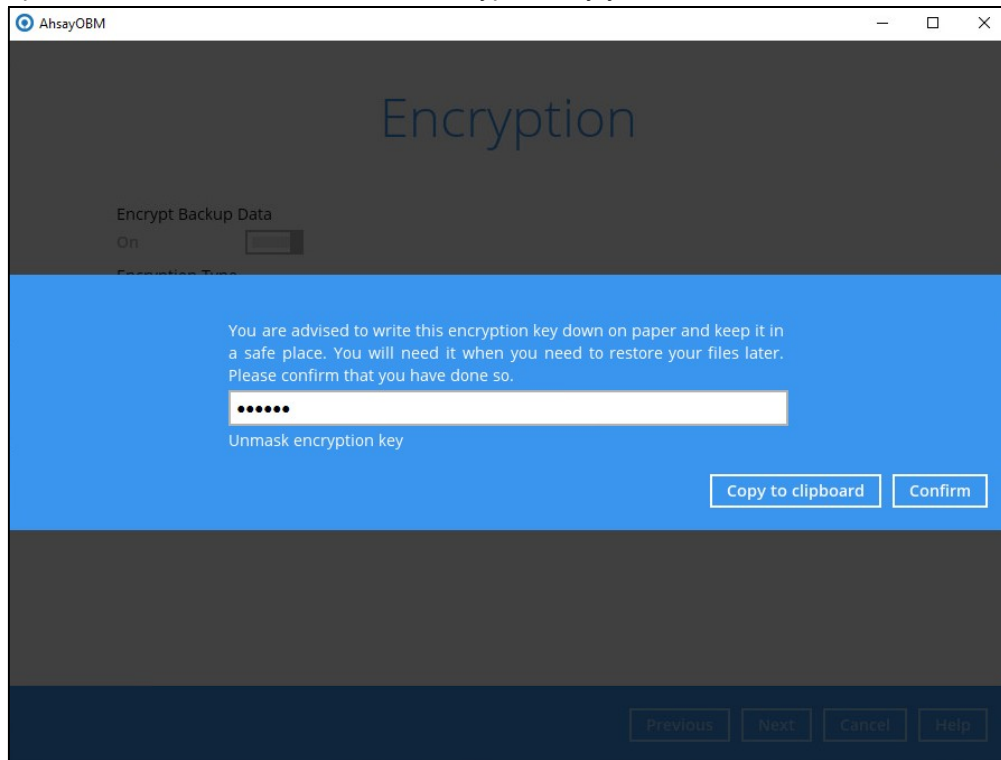 AhsayOBM
Encryption
Encrypt Backup Data
On
Encryption Type
You are advised to write this encryption key down on paper and keep it in
a safe place. You will need it when you need to restore your files later.
Please confirm that you have done so.
••••••
Unmask encryption key
Copy to clipboard Confirm
Previous Next Cancel Help